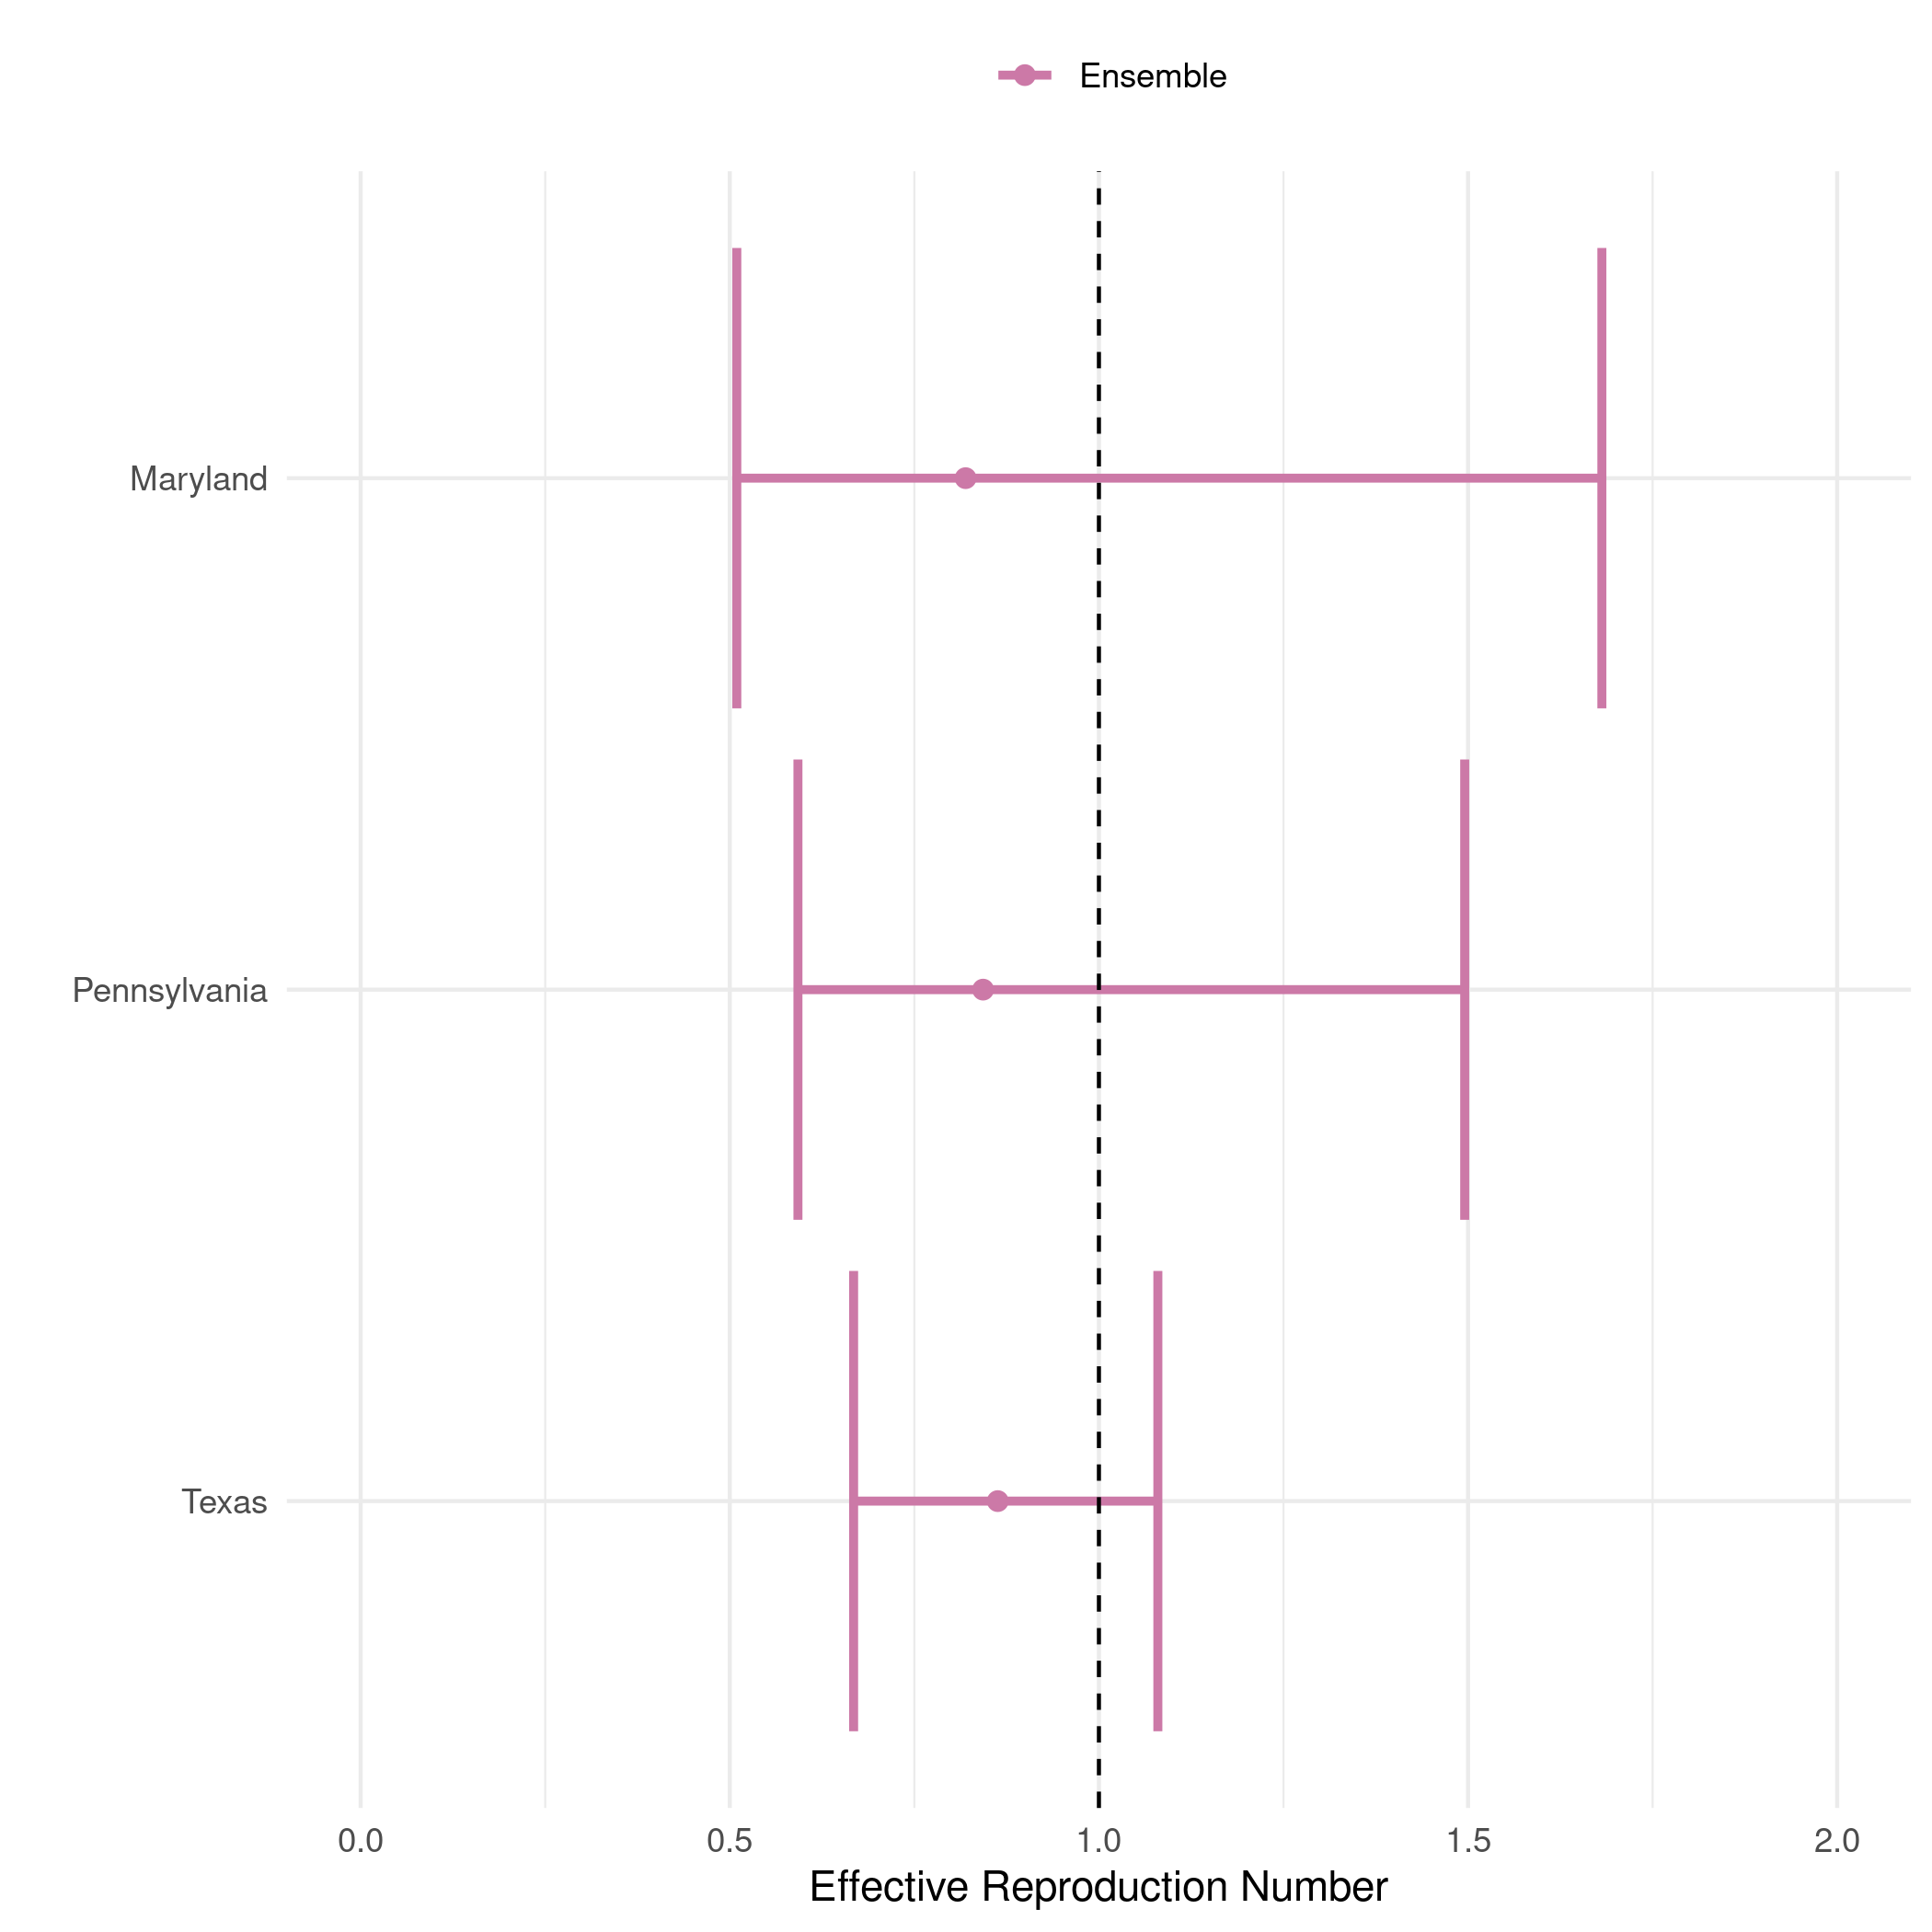 Ensemble
Maryland
Pennsylvania
Texas
0.0 0.5 1.0 1.5 2.0
Effective Reproduction Number